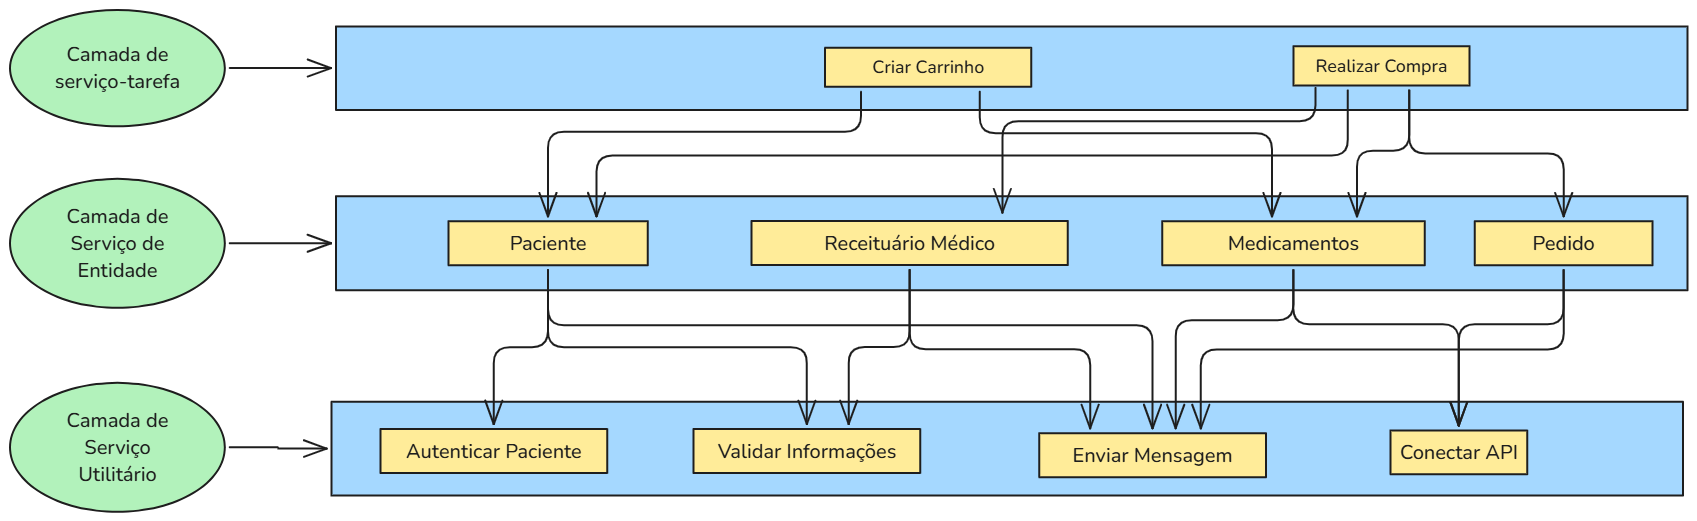 Camada de
serviço-tarefa
Criar Carrinho
Realizar Compra
Camada de
Serviço de
Entidade
Paciente
Receituário Médico
Medicamentos
Pedido
Camada de
Serviço
Utilitário
Autenticar Paciente
Validar Informações
Enviar Mensagem
Conectar API